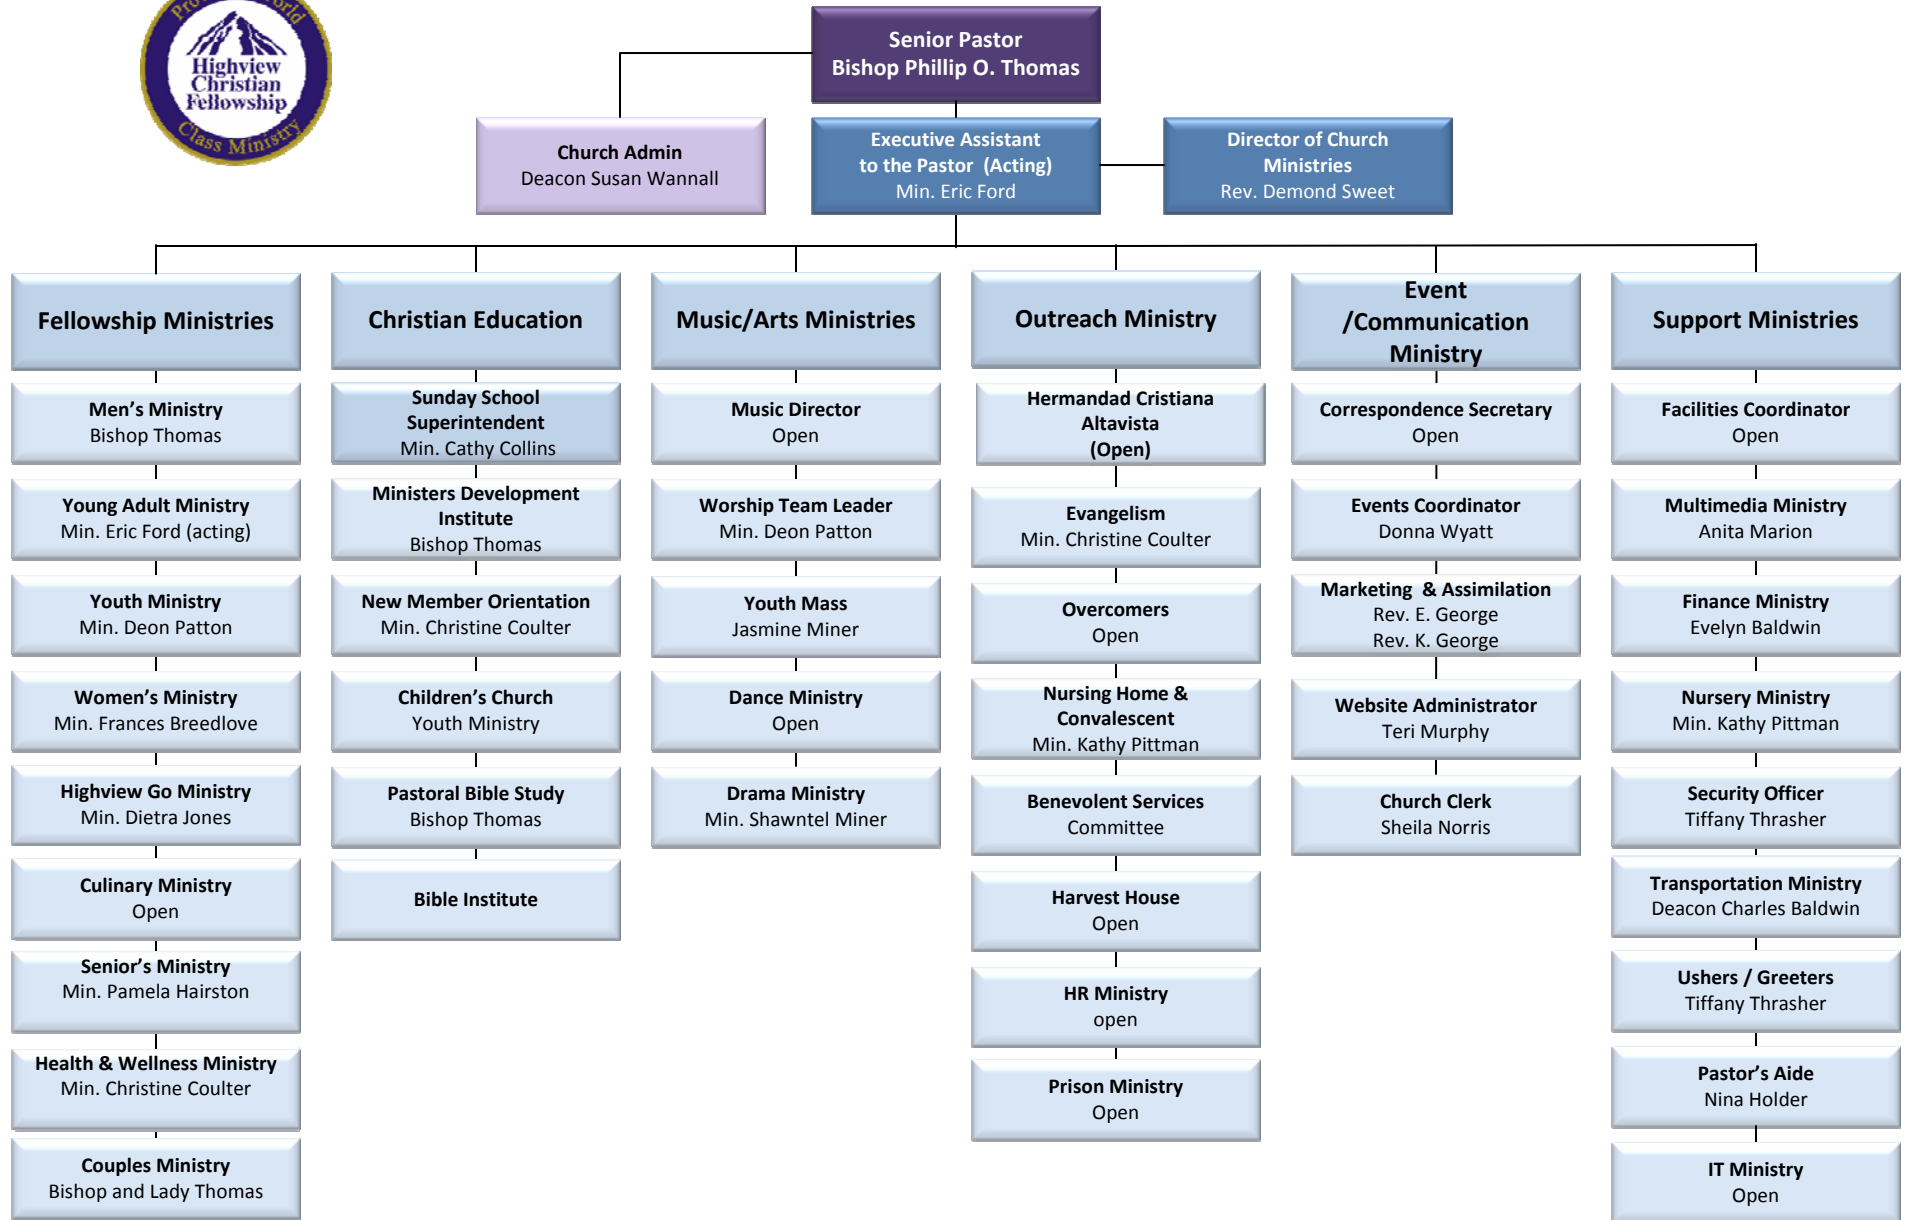 World
Highview
Christian
Fellowship
Class Ministry
Senior Pastor
Bishop Phillip O. Thomas
Church Admin
Deacon Susan Wannall
Executive Assistant
to the Pastor (Acting)
Min. Eric Ford
Director of Church
Ministries
Rev. Demond Sweet
Fellowship Ministries
Men's Ministry
Bishop Thomas
Young Adult Ministry
Min. Eric Ford (acting)
Youth Ministry
Min. Deon Patton
Women's Ministry
Min. Frances Breedlove
Highview Go Ministry
Min. Dietra Jones
Culinary Ministry
Open
Senior's Ministry
Min. Pamela Hairston
Health & Wellness Ministry
Min. Christine Coulter
Couples Ministry
Bishop and Lady Thomas
Christian Education
Sunday School
Superintendent
Min. Cathy Collins
Ministers Development
Institute
Bishop Thomas
New Member Orientation
Min. Christine Coulter
Children's Church
Youth Ministry
Pastoral Bible Study
Bishop Thomas
Bible Institute
Music/Arts Ministries
Music Director
Open
Worship Team Leader
Min. Deon Patton
Youth Mass
Jasmine Miner
Dance Ministry
Open
Drama Ministry
Min. Shawntel Miner
Outreach Ministry
Hermandad Cristiana
Altavista
(Open)
Evangelism
Min. Christine Coulter
Overcomers
Open
Nursing Home &
Convalescent
Min. Kathy Pittman
Benevolent Services
Committee
Harvest House
Open
HR Ministry
open
Prison Ministry
Open
Event
/Communication
Ministry
Correspondence Secretary
Open
Events Coordinator
Donna Wyatt
Marketing & Assimilation
Rev. E. George
Rev. K. George
Website Administrator
Teri Murphy
Church Clerk
Sheila Norris
Support Ministries
Facilities Coordinator
Open
Multimedia Ministry
Anita Marion
Finance Ministry
Evelyn Baldwin
Nursery Ministry
Min. Kathy Pittman
Security Officer
Tiffany Thrasher
Transportation Ministry
Deacon Charles Baldwin
Ushers / Greeters
Tiffany Thrasher
Pastor's Aide
Nina Holder
IT Ministry
Open